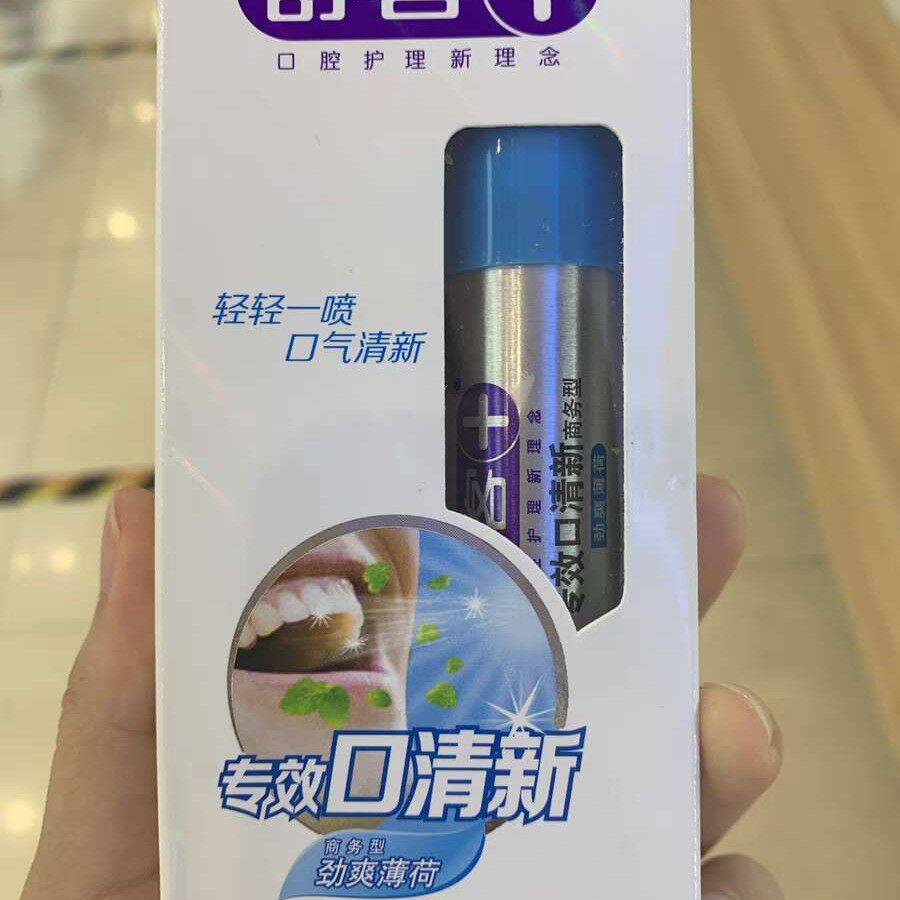 口腔护理新理念
轻轻一喷
口气清新
客
护理新理念
专效口清新商务型
劲爽薄荷
专效口清新
商务型
劲爽薄荷